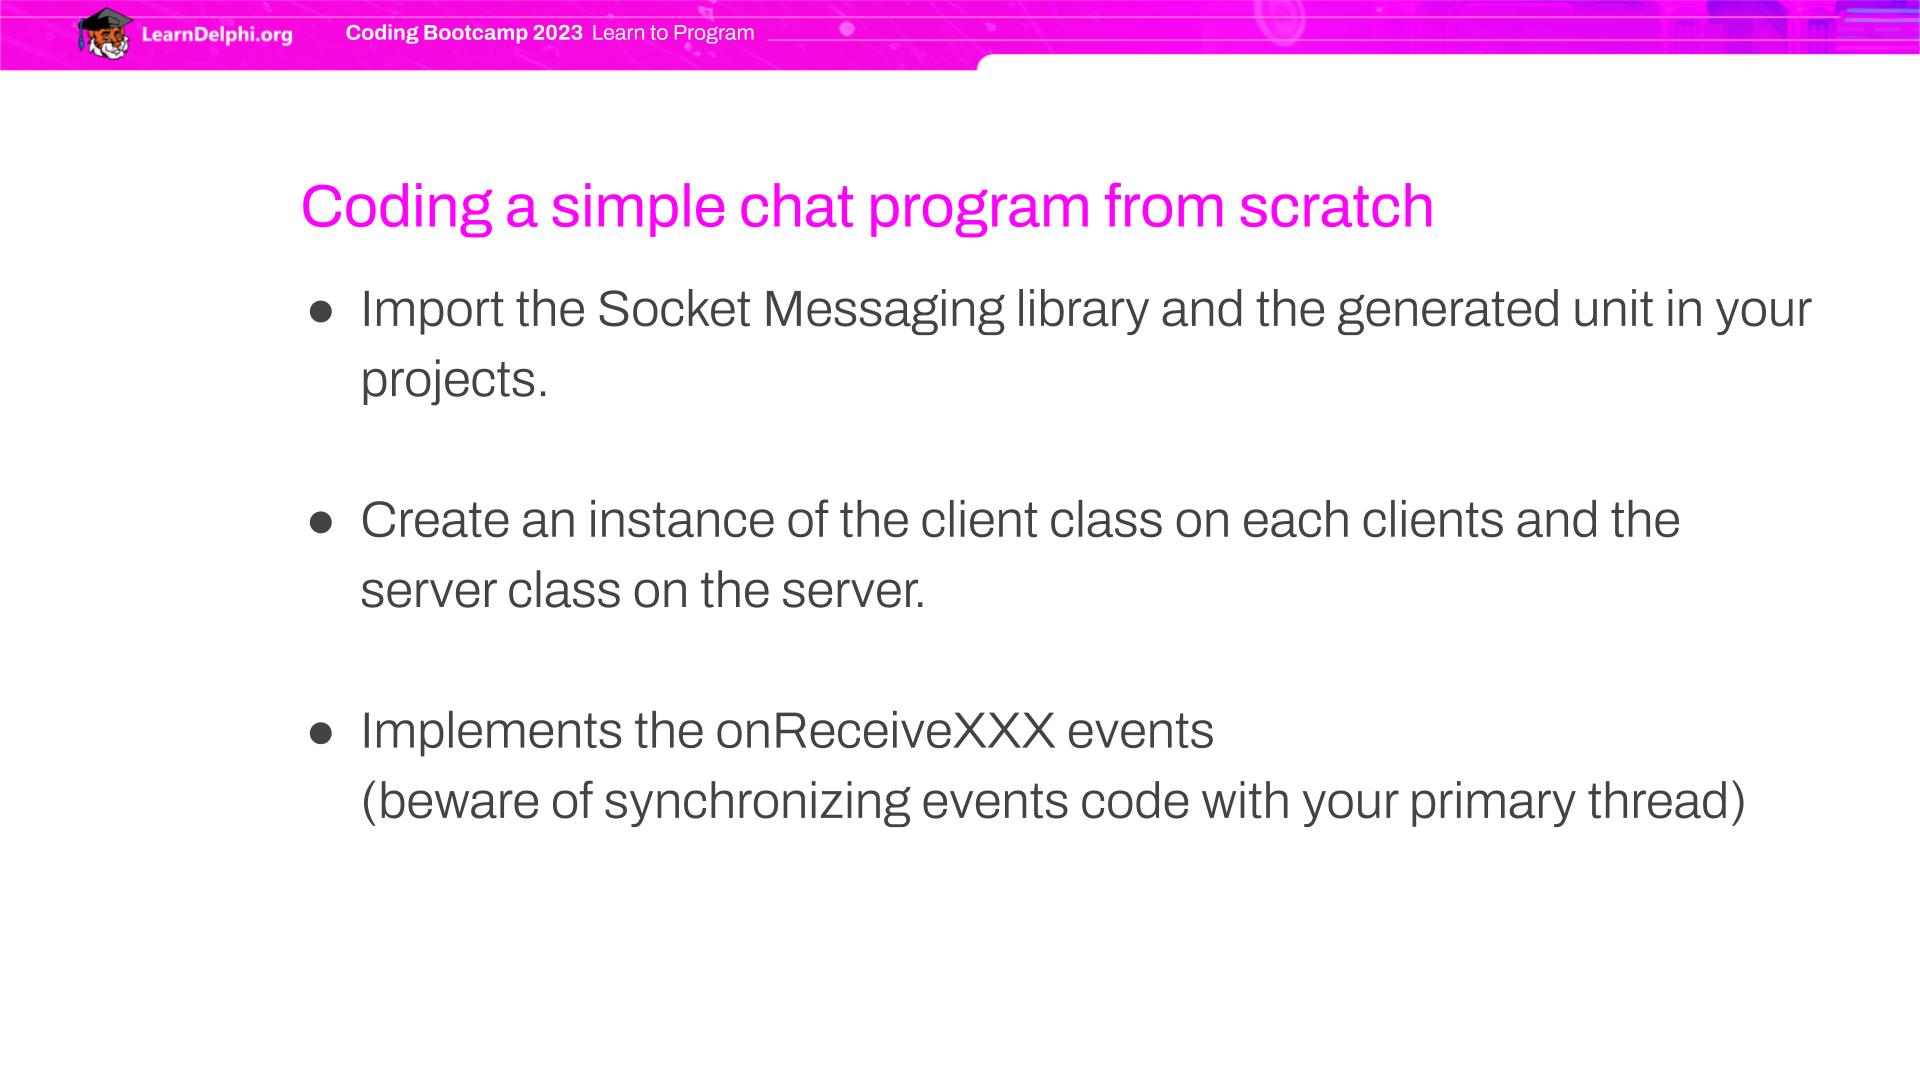 LearnDelphi.org
Coding Bootcamp 2023 Learn to Program
Coding a simple chat program from scratch
● Import the Socket Messaging library and the generated unit in your
projects.
● Create an instance of the client class on each clients and the
server class on the server.
● Implements the onReceiveXXX events
(beware of synchronizing events code with your primary thread)